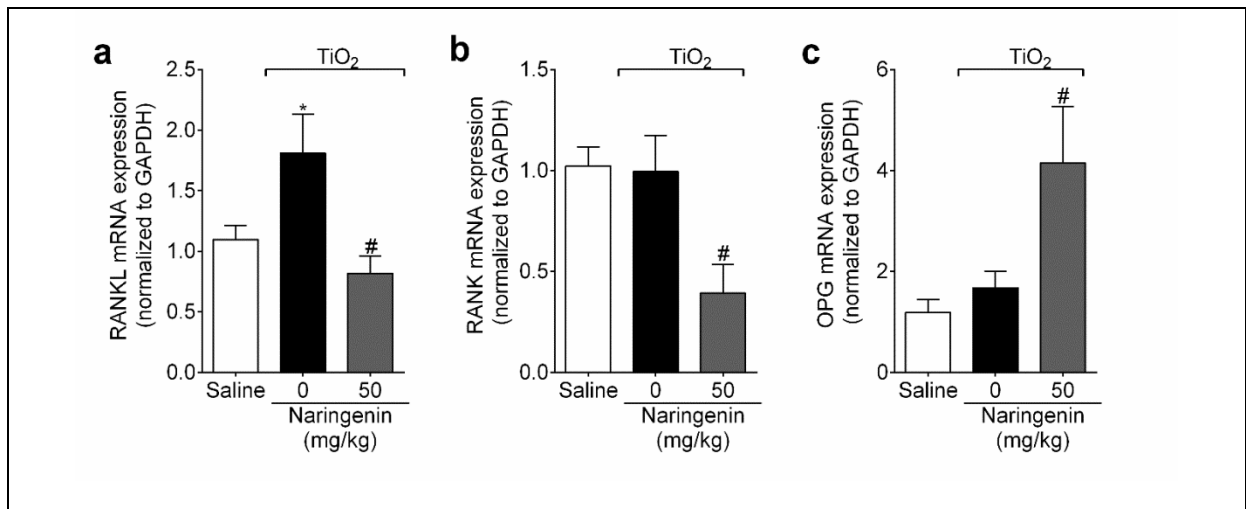 a
TiO2
RANKL mRNA expression
(normalized to GAPDH)
2.5
2.0
1.5
1.0
0.5
0.0
*
#
Saline
0
50
Naringenin
(mg/kg)
b
TiO2
RANK mRNA expression
(normalized to GAPDH)
1.5
1.0
0.5
0.0
#
Saline
0
50
Naringenin
(mg/kg)
c
TiO2
OPG mRNA expression
(normalized to GAPDH)
6
4
2
0
#
Saline
0
50
Naringenin
(mg/kg)